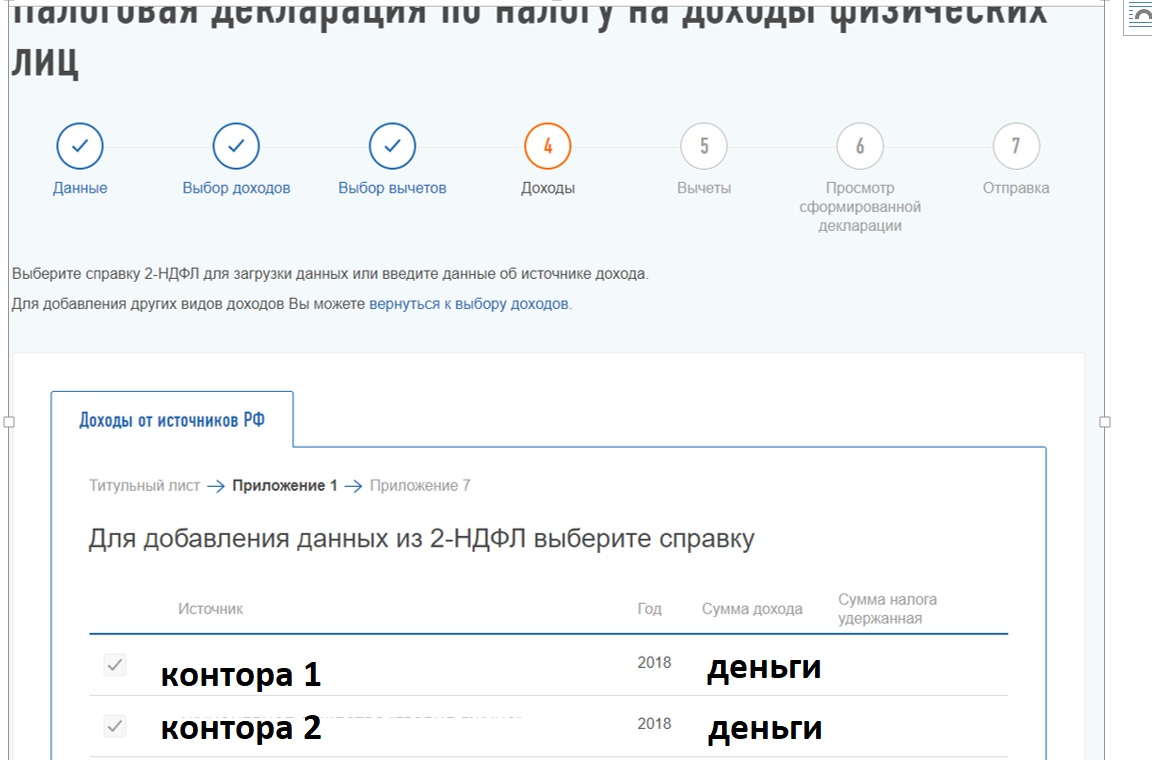 Налоговая декларация по налогу на доходы физических
лиц
4
5
6
7
Данные
Выбор доходов
Выбор вычетов
Доходы
Вычеты
Просмотр
сформированной
декларации
Отправка
Выберите справку 2-НДФЛ для загрузки данных или введите данные об источнике дохода.
Для добавления других видов доходов Вы можете вернуться к выбору доходов.
Доходы от источников РФ
Титульный лист → Приложение 1 → Приложение 7
Для добавления данных из 2-НДФЛ выберите справку
Источник
Год
Сумма дохода
Сумма налога
удержанная
контора 1
2018
деньги
контора 2
2018
деньги